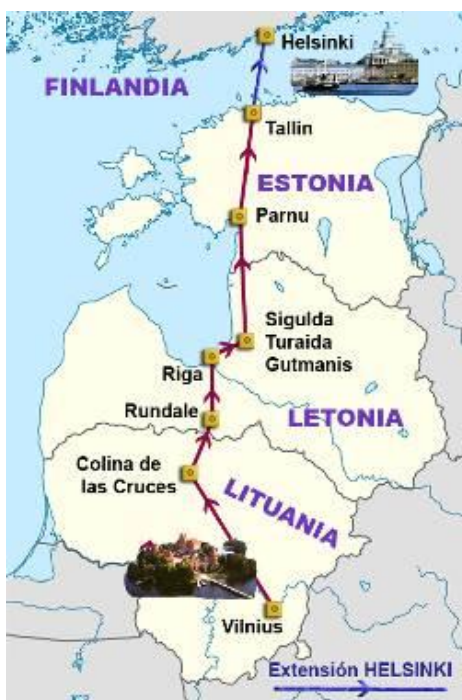 Helsinki
FINLANDIA
Tallin
ESTONIA
Parnu
Sigulda
Turaida
Gutmanis
Riga
Rundale
LETONIA
Colina de
las Cruces
LITUANIA
Vilnius
Extensión HELSINKI